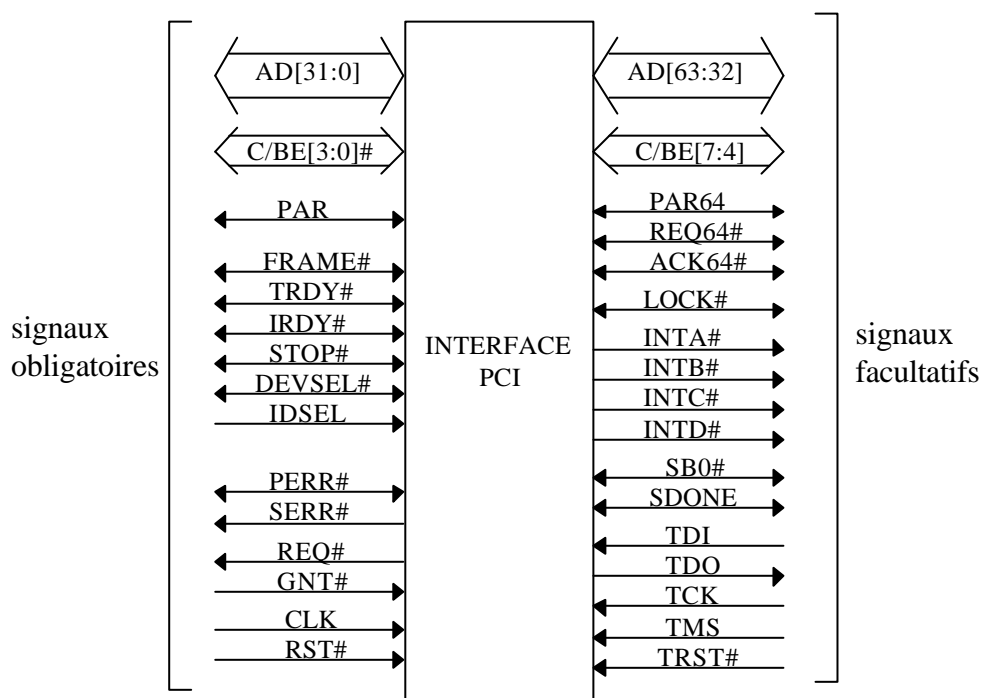 signaux
obligatoires
AD[31:0]
C/BE[3:0]#
PAR
FRAME#
TRDY#
IRDY#
STOP#
DEVSEL#
IDSEL
PERR#
SERR#
REQ#
GNT#
CLK
RST#
INTERFACE
PCI
AD[63:32]
C/BE[7:4]
PAR64
REQ64#
ACK64#
LOCK#
INTA#
INTB#
INTC#
INTD#
SB0#
SDONE
TDI
TDO
TCK
TMS
TRST#
signaux
facultatifs